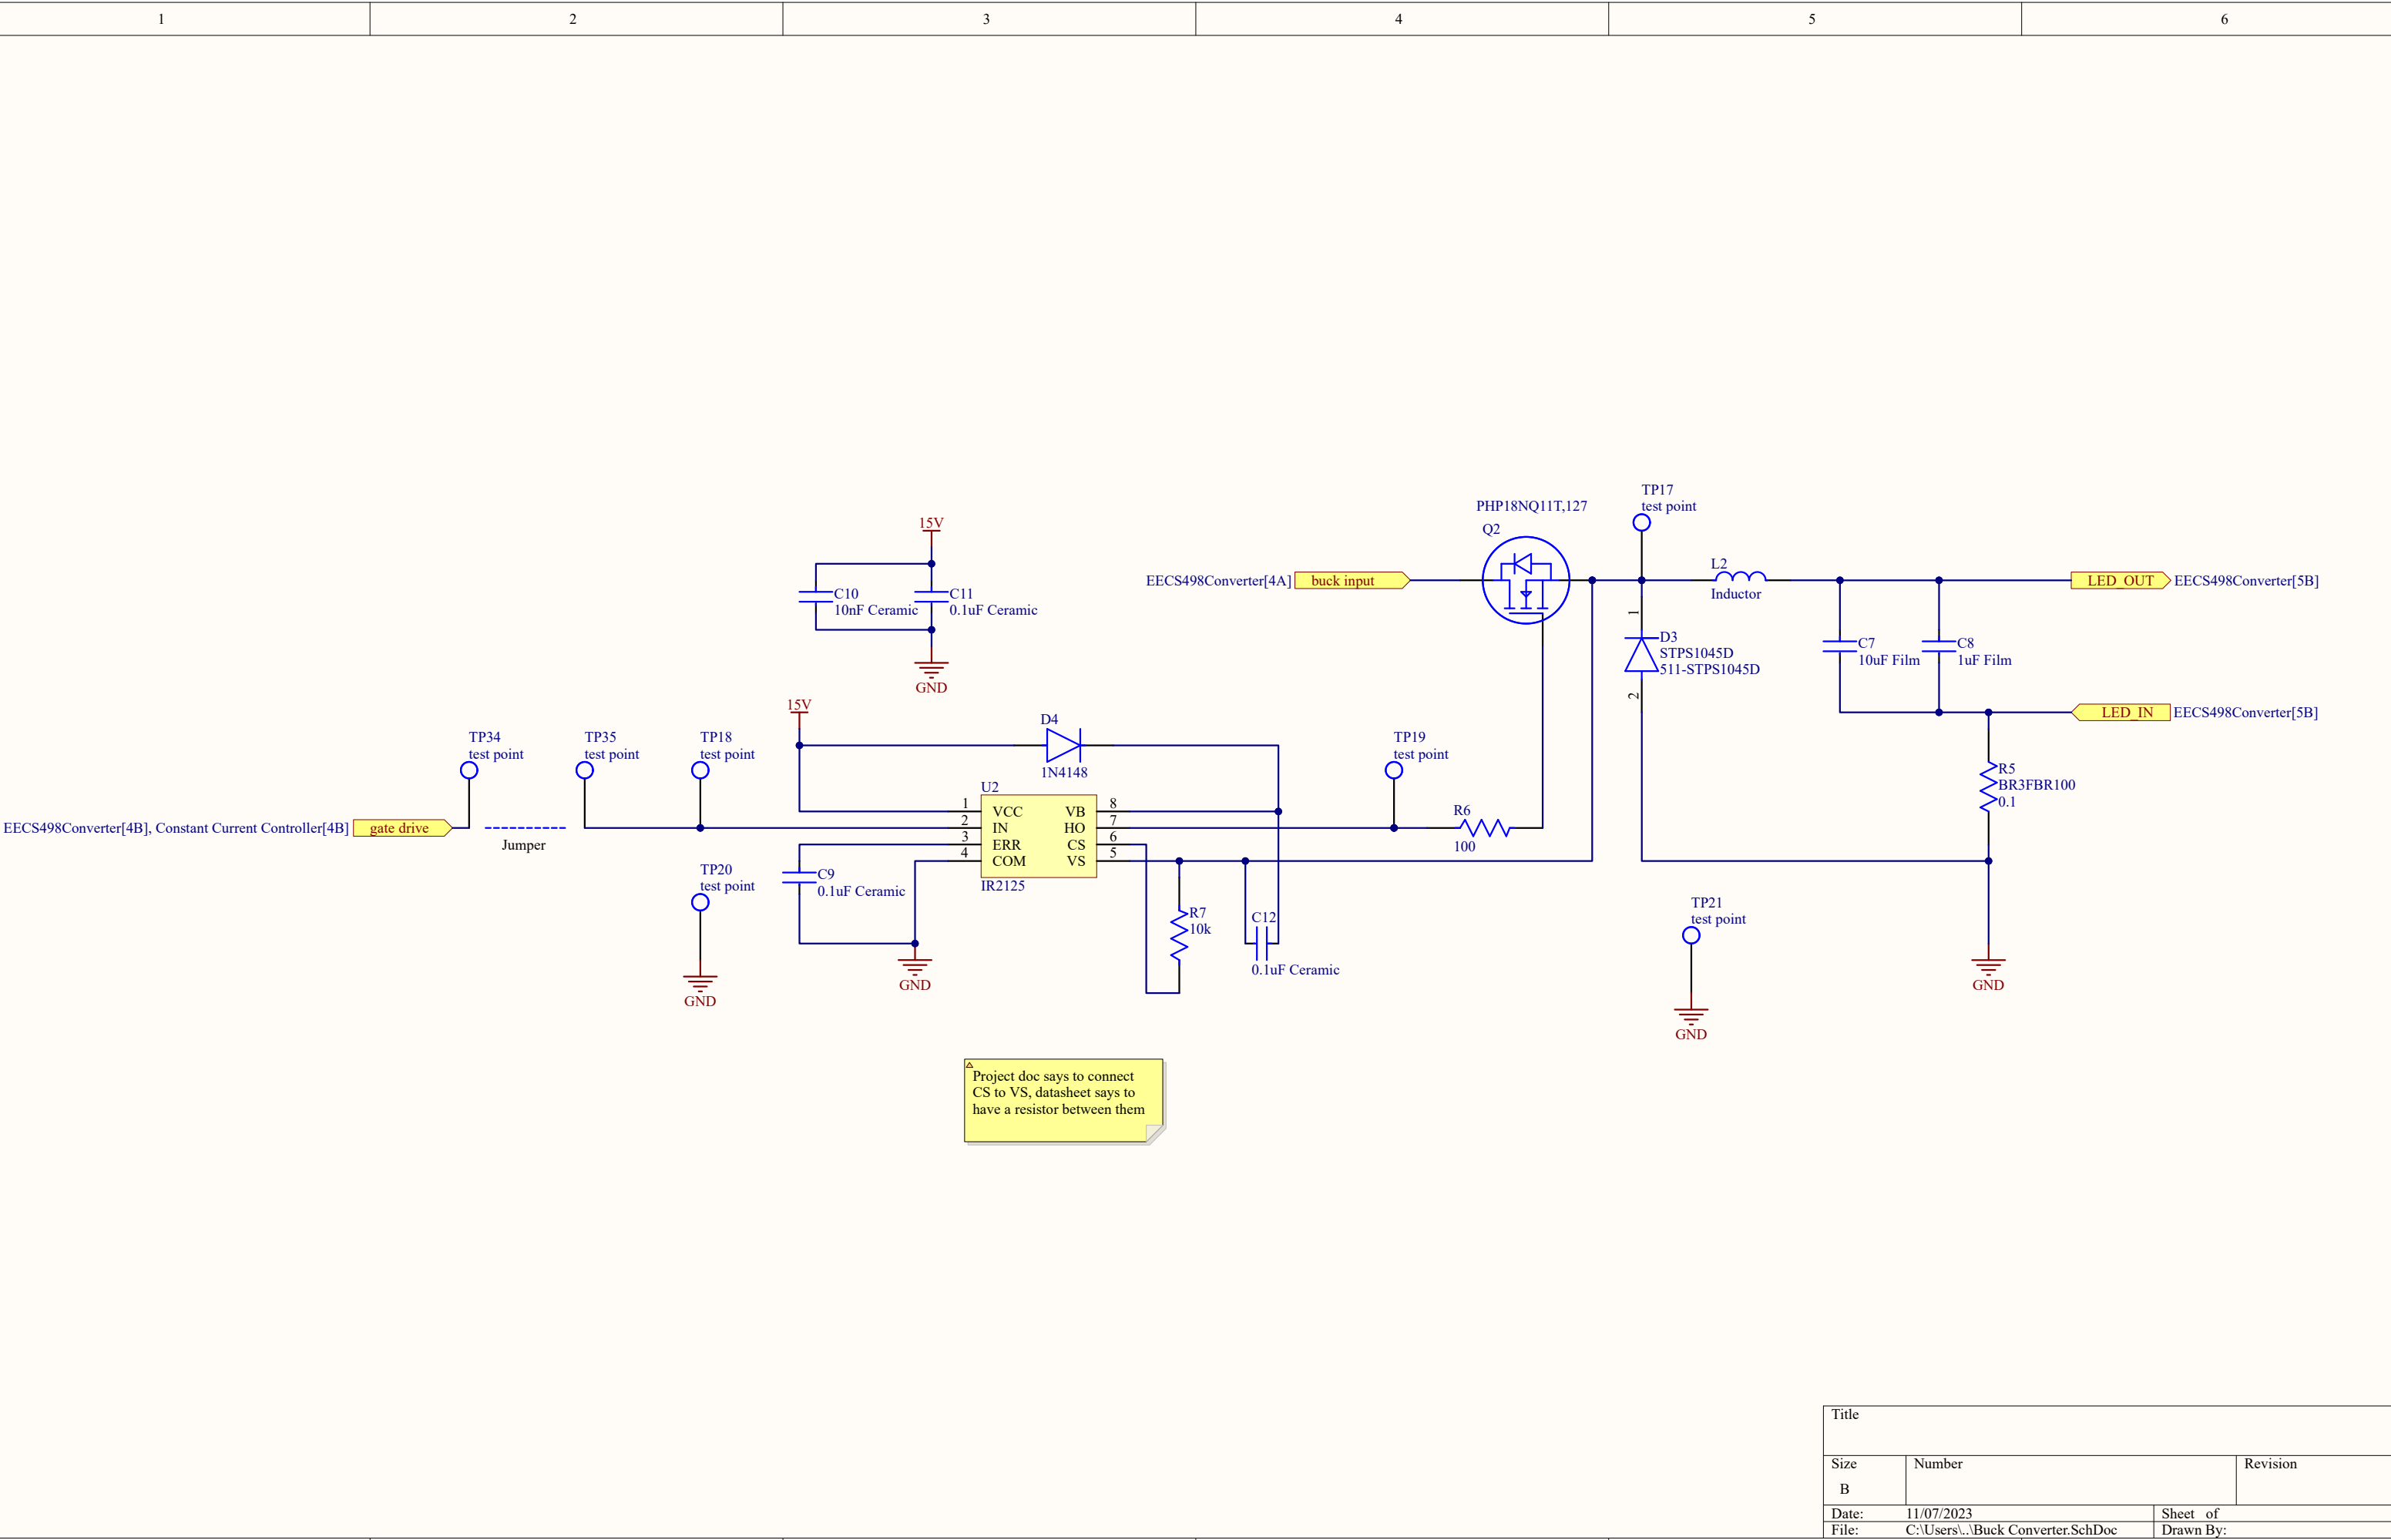 1
2
3
4
5
6
TP17
test point
PHP18NQ11T,127
Q2
15V
L2
Inductor
EECS498Converter[4A]
buck input
LED_OUT
EECS498Converter[5B]
C10
10nF Ceramic
C11
0.1uF Ceramic
GND
1
D3
STPS1045D
511-STPS1045D
2
C7
10uF Film
C8
1uF Film
LED_IN
EECS498Converter[5B]
15V
TP34
test point
TP35
test point
TP18
test point
D4
1N4148
TP19
test point
R5
BR3FBR100
0.1
EECS498Converter[4B], Constant Current Controller[4B]
gate drive
Jumper
U2
1 VCC VB 8
2 IN HO 7
3 ERR CS 6
4 COM VS 5
IR2125
R6
100
TP20
test point
GND
C9
0.1uF Ceramic
GND
R7
10k
C12
0.1uF Ceramic
TP21
test point
GND
GND
Project doc says to connect
CS to VS, datasheet says to
have a resistor between them
Title
Size
B
Number
Revision
Date: 11/07/2023 Sheet of
File: C:\Users\..\Buck Converter.SchDoc Drawn By: